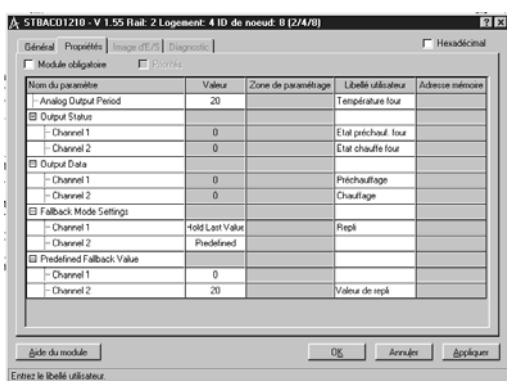 STBACO1210 - V 1.55 Rail: 2 Logement: 4 ID de noeud: 8 (2/4/8)
Général Propriétés Image d'E/S Diagnostic Hexadécimal
Module obligatoire Priorités
Nom du paramètre Valeur Zone de paramétrage Libellé utilisateur Adresse mémoire
Analog Output Period 20 Température four
Output Status
Channel 1 0 Etat préchauf. four
Channel 2 0 Etat chauffe four
Output Data
Channel 1 0 Préchauffage
Channel 2 0 Chauffage
Fallback Mode Settings
Channel 1 Hold Last Value Repli
Channel 2 Predefined
Predefined Fallback Value
Channel 1 0
Channel 2 20 Valeur de repli
Aide du module OK Annuler Appliquer
Entrez le libellé utilisateur.